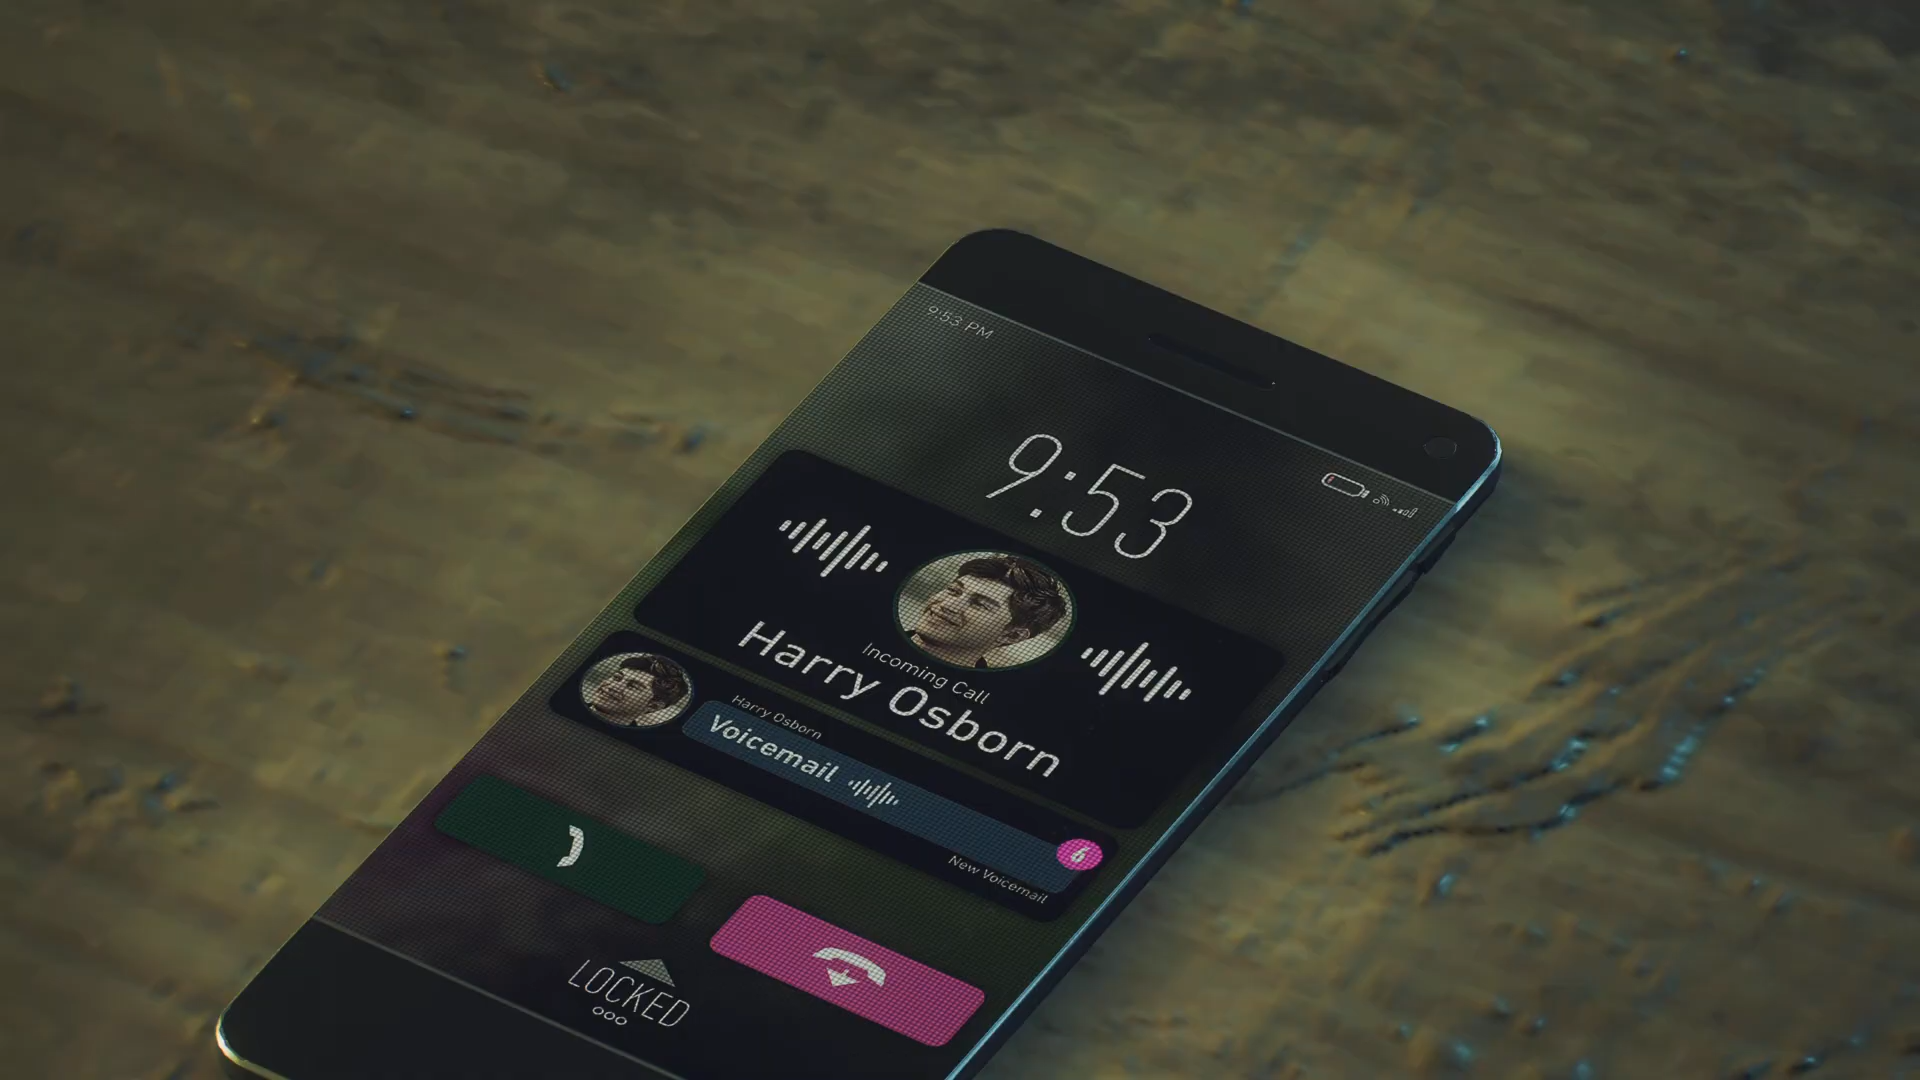 9:53 PM
9:53
Incoming Call
Harry Osborn
Harry Osborn
Voicemail
6
New Voicemail
LOCKED